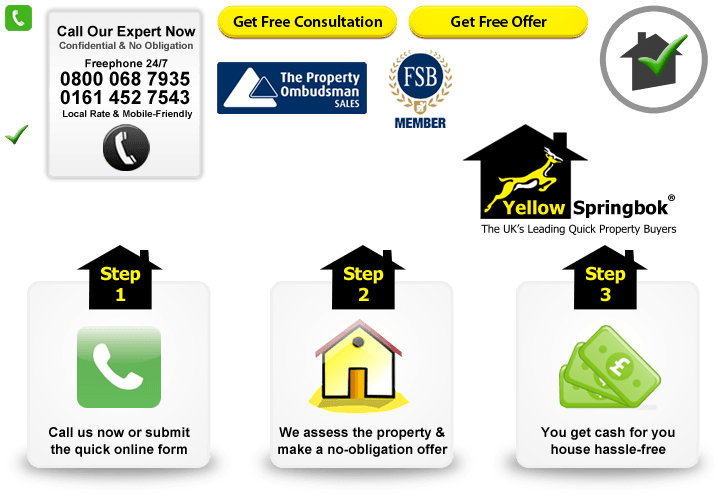 Call Our Expert Now
Confidential & No Obligation
Freephone 24/7
0800 068 7935
0161 452 7543
Local Rate & Mobile-Friendly
Get Free Consultation
Get Free Offer
The Property
Ombudsman
SALES
FSB
MEMBER
Yellow Springbok®
The UK's Leading Quick Property Buyers
Step
1
Call us now or submit
the quick online form
Step
2
We assess the property &
make a no-obligation offer
Step
3
£
You get cash for you
house hassle-free